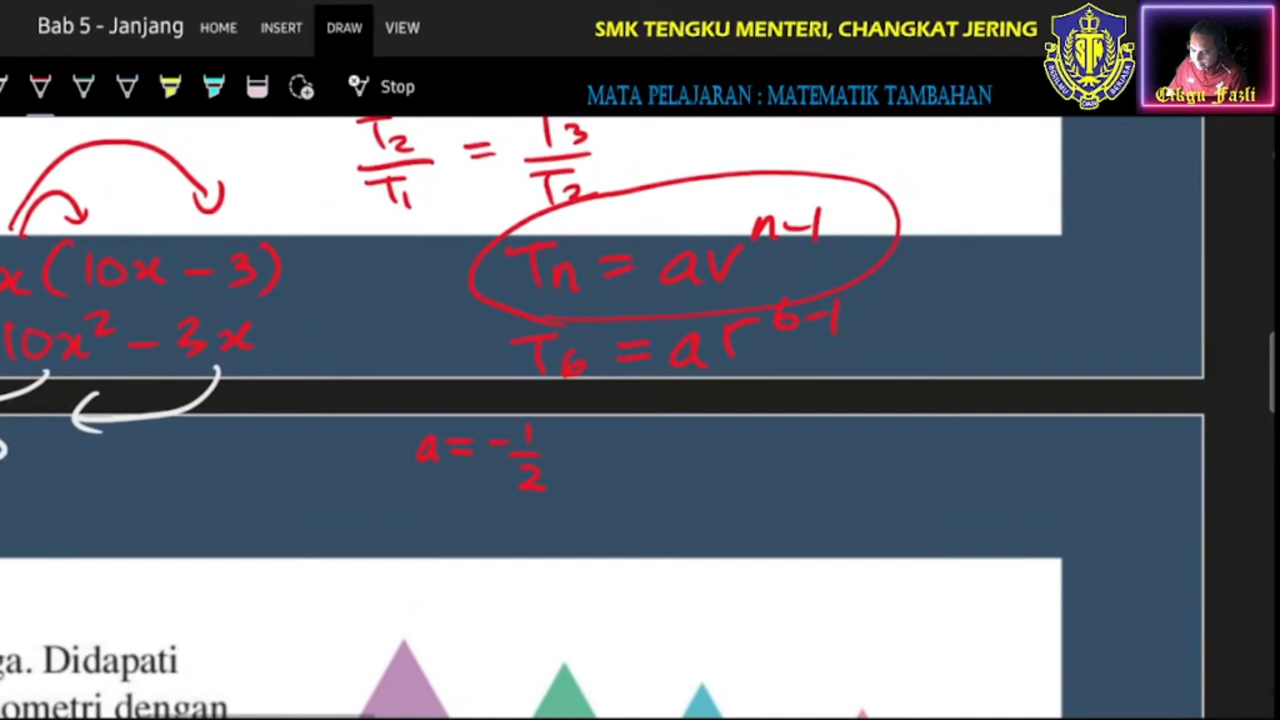 Bab 5 - Janjang HOME INSERT DRAW VIEW
SMK TENGKU MENTERI, CHANGKAT JERING
Stop
MATA PELAJARAN : MATEMATIK TAMBAHAN
Cikgu Fazli
T2/T1 = T3/T2
x(10x - 3)
Tn = ar^(n-1)
10x² - 3x
T6 = ar^(6-1)
a = -1/2
ga. Didapati
ometri dengan